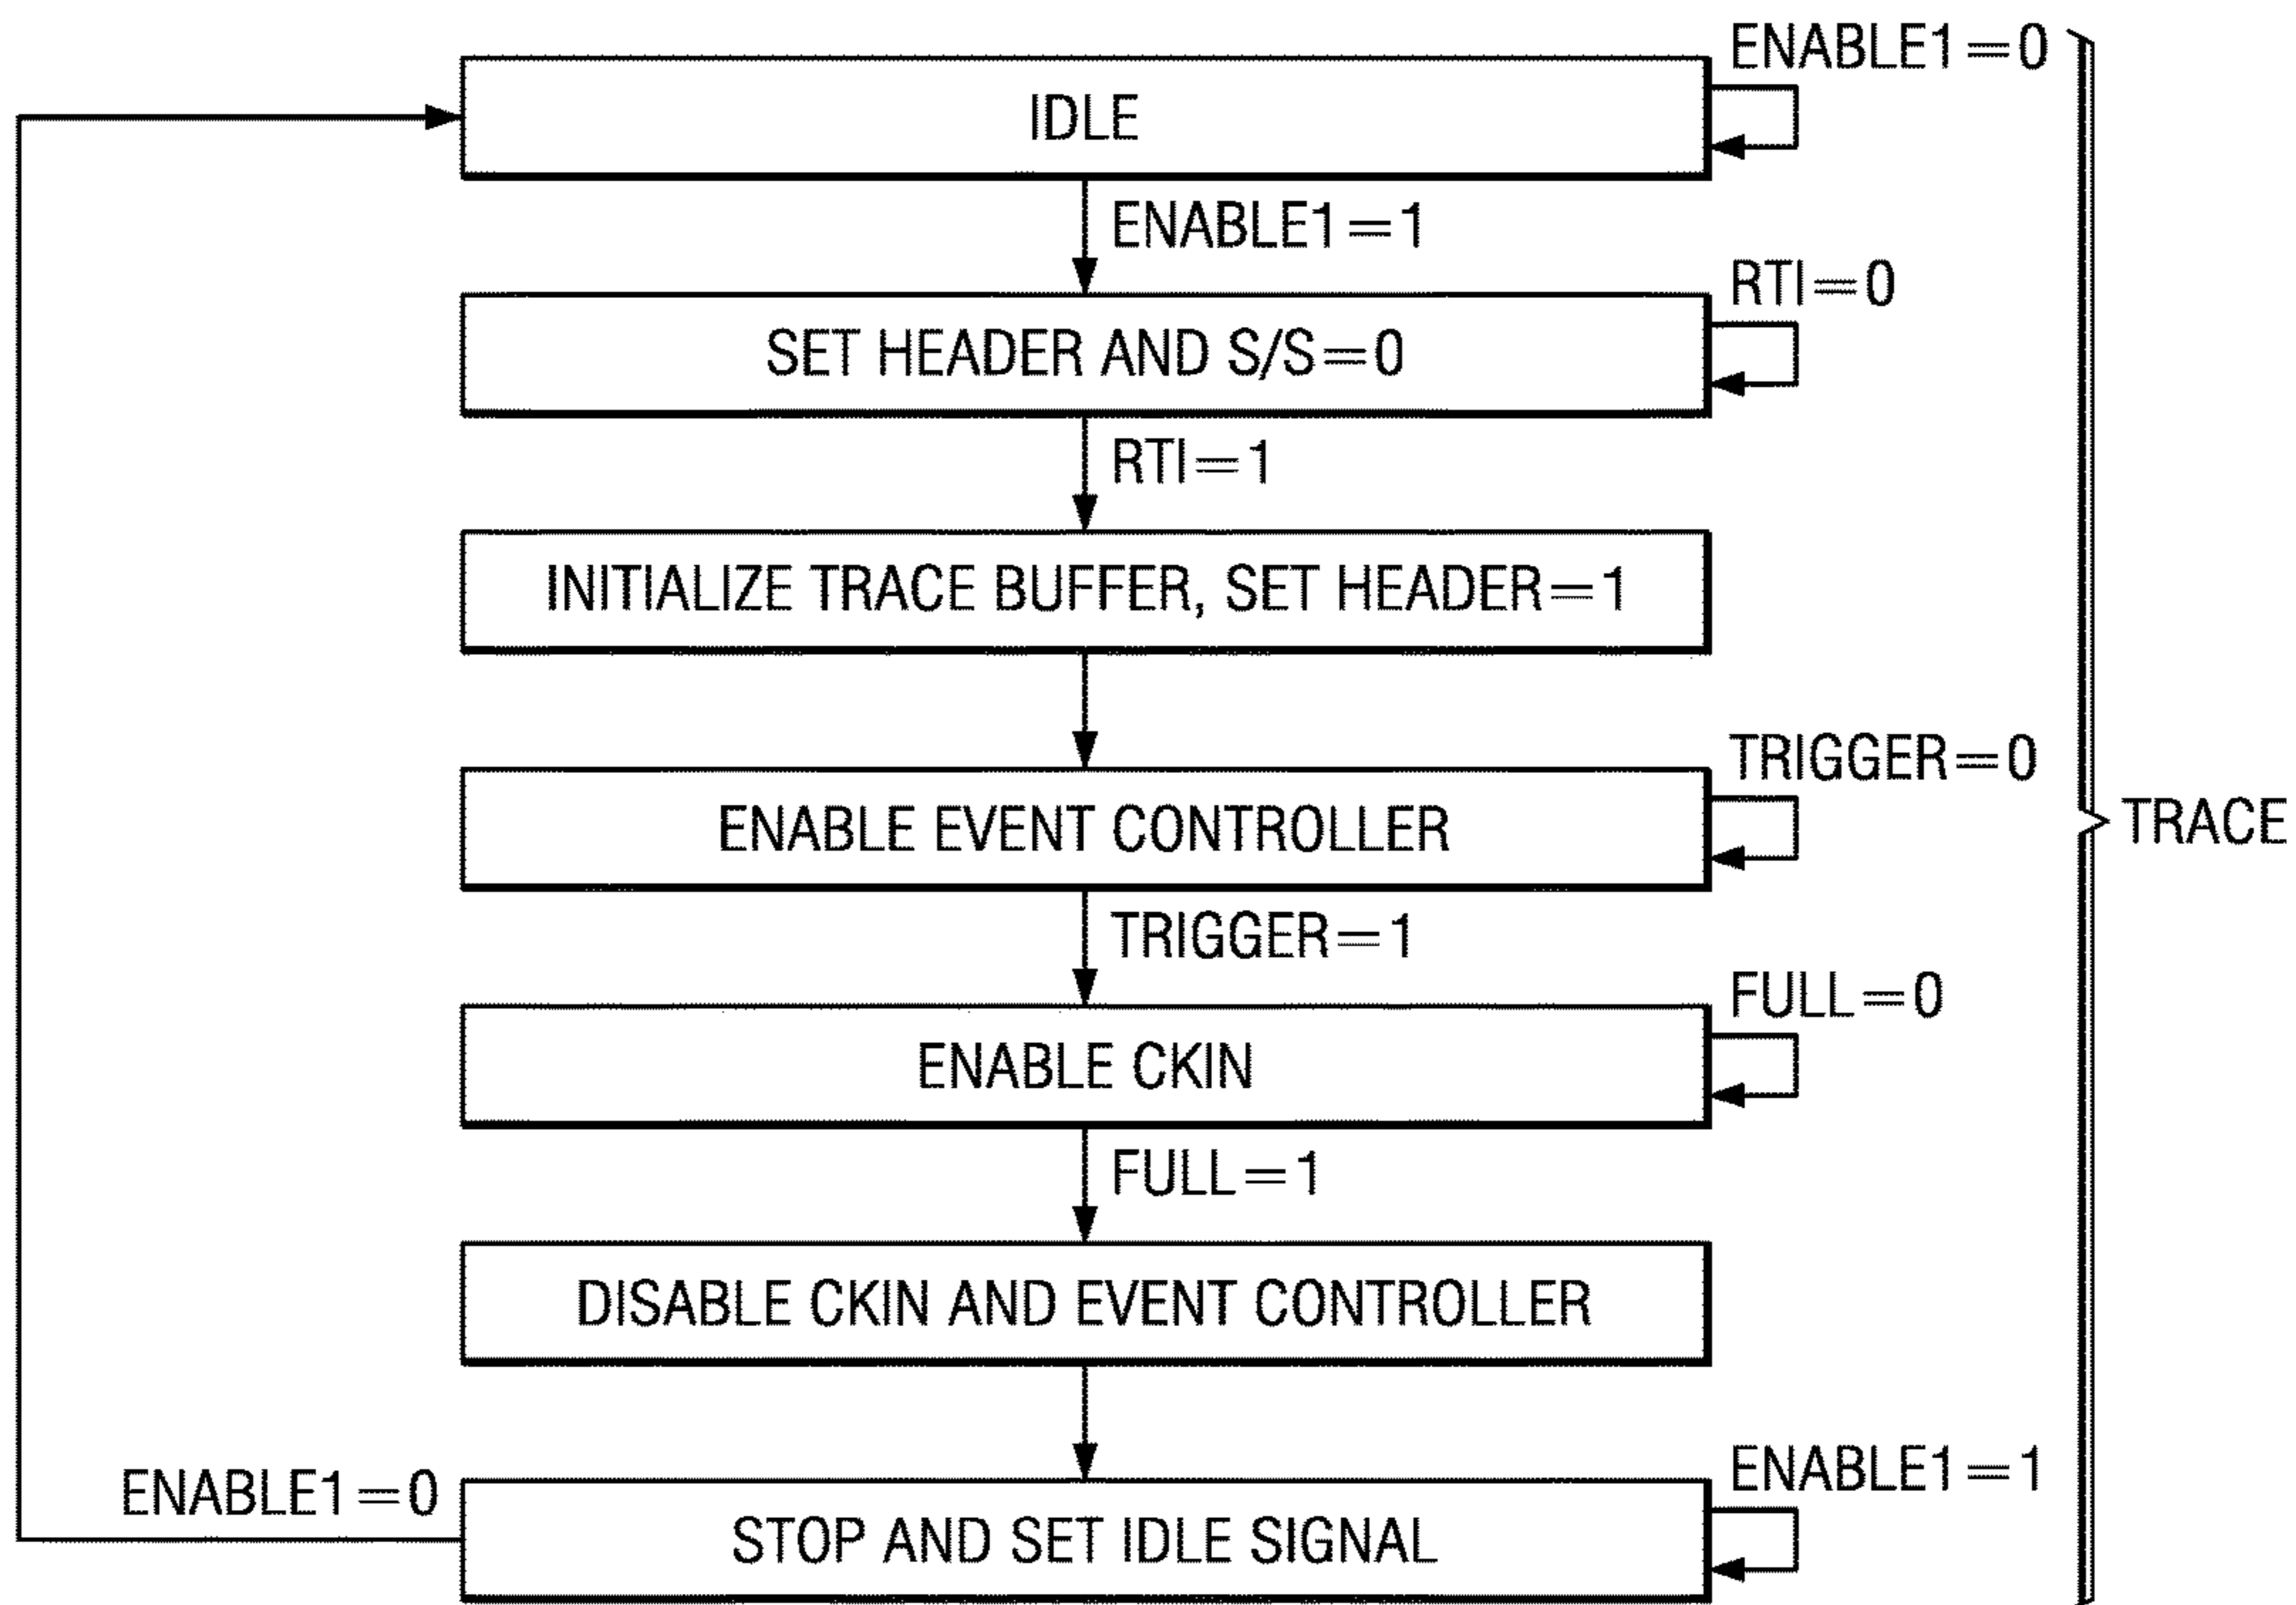 ENABLE1=0
IDLE
ENABLE1=1
RTI=0
SET HEADER AND S/S=0
RTI=1
INITIALIZE TRACE BUFFER, SET HEADER=1
TRIGGER=0
ENABLE EVENT CONTROLLER
TRACE
TRIGGER=1
FULL=0
ENABLE CKIN
FULL=1
DISABLE CKIN AND EVENT CONTROLLER
ENABLE1=0
ENABLE1=1
STOP AND SET IDLE SIGNAL